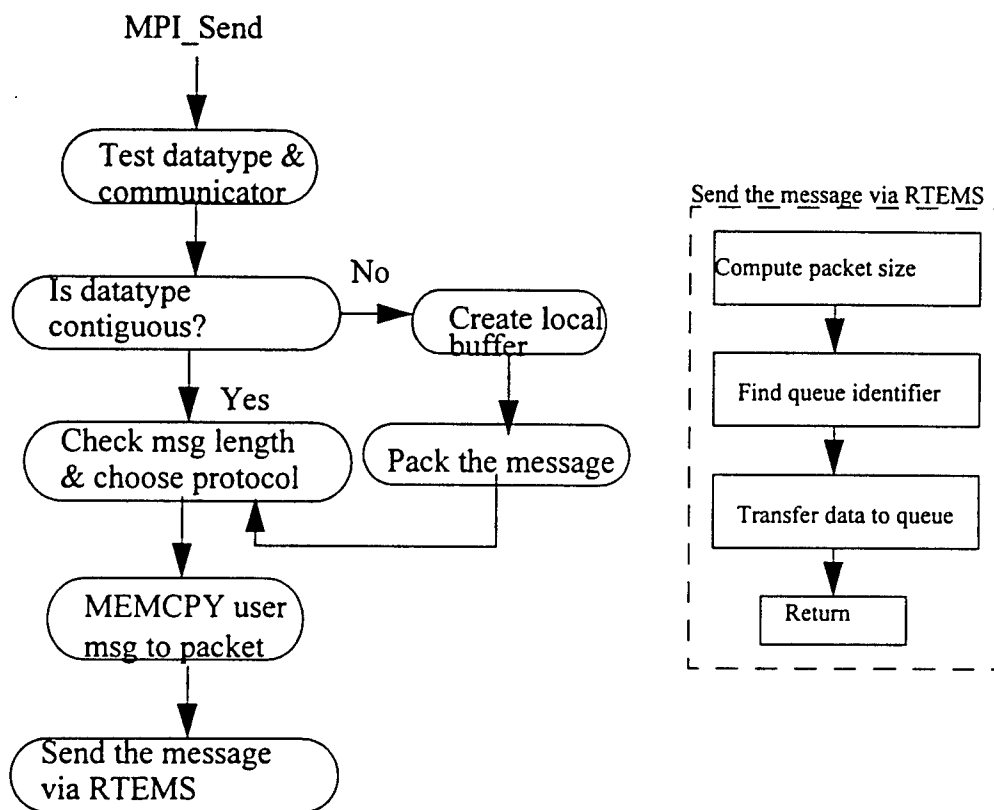 MPI_Send
Test datatype &
communicator
Is datatype
contiguous?
No
Create local
buffer
Yes
Check msg length
& choose protocol
Pack the message
MEMCPY user
msg to packet
Send the message
via RTEMS
Send the message via RTEMS
Compute packet size
Find queue identifier
Transfer data to queue
Return